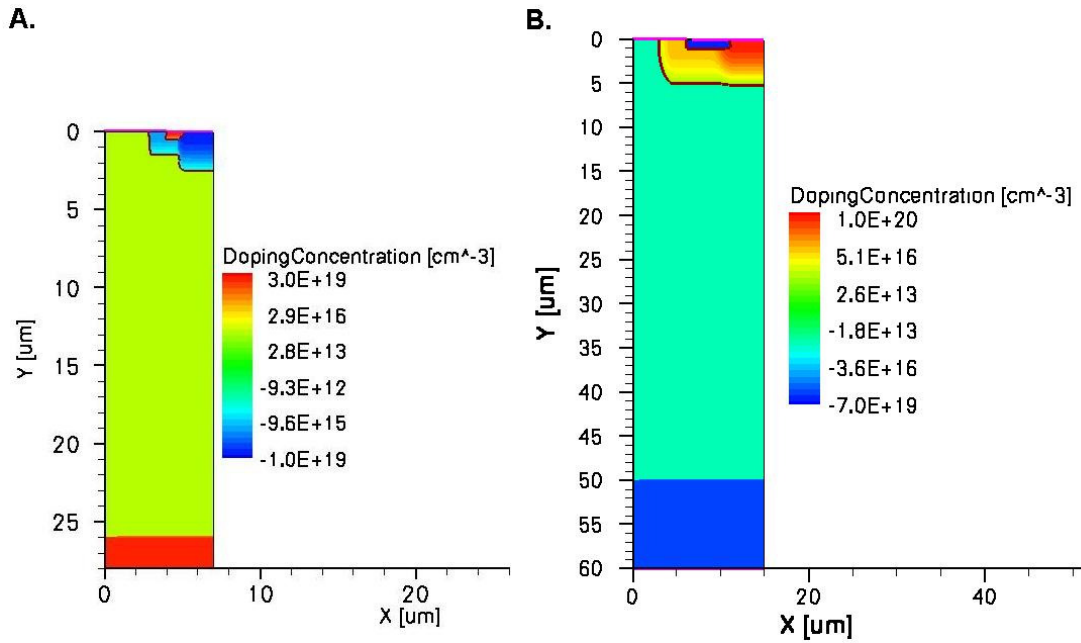 A.
0
5
10
15
20
25
Y [um]
0
10
20
X [um]
DopingConcentration [cm^-3]
3.0E+19
2.9E+16
2.8E+13
-9.3E+12
-9.6E+15
-1.0E+19
B.
0
5
10
15
20
25
30
35
40
45
50
55
60
Y [um]
0
20
40
X [um]
DopingConcentration [cm^-3]
1.0E+20
5.1E+16
2.6E+13
-1.8E+13
-3.6E+16
-7.0E+19